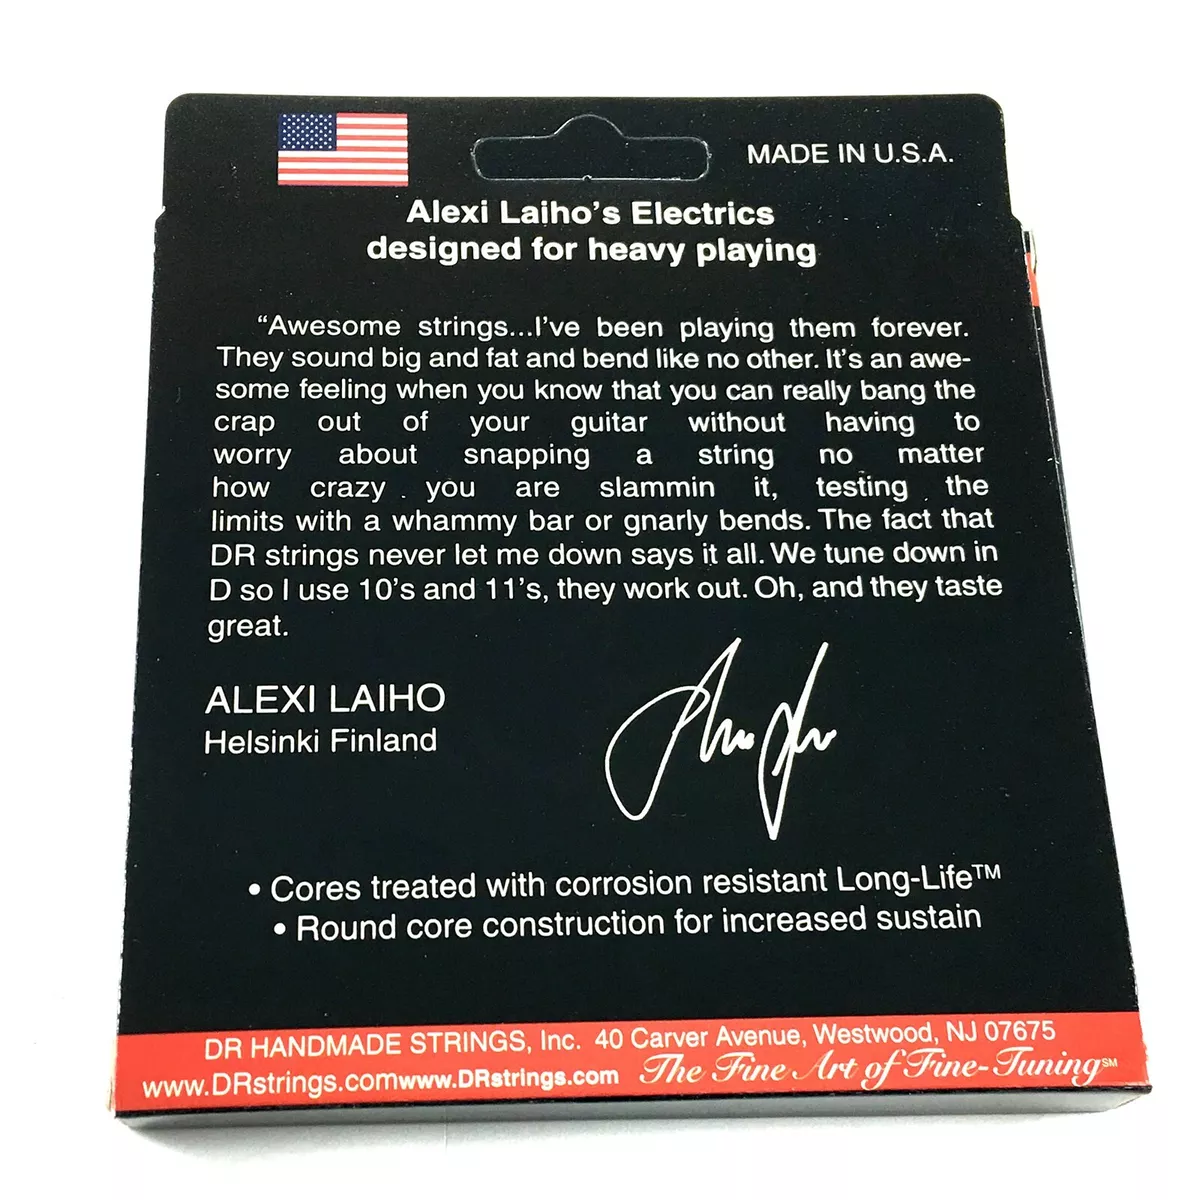 MADE IN U.S.A.
Alexi Laiho's Electrics
designed for heavy playing
“Awesome strings...I've been playing them forever.
They sound big and fat and bend like no other. It's an awe-
some feeling when you know that you can really bang the
crap out of your guitar without having to
worry about snapping a string no matter
how crazy you are slammin it, testing the
limits with a whammy bar or gnarly bends. The fact that
DR strings never let me down says it all. We tune down in
D so I use 10's and 11's, they work out. Oh, and they taste
great.
ALEXI LAIHO
Helsinki Finland
• Cores treated with corrosion resistant Long-Life™
• Round core construction for increased sustain
DR HANDMADE STRINGS, Inc. 40 Carver Avenue, Westwood, NJ 07675
www.DRstrings.comwww.DRstrings.com The Fine Art of Fine-Tuning℠